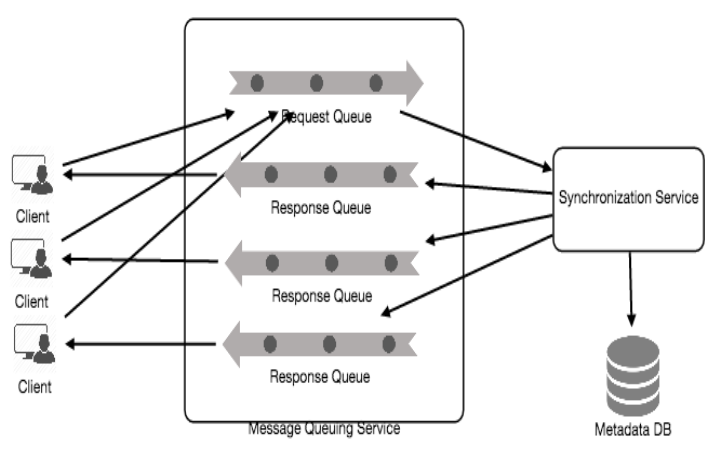 Request Queue
Response Queue
Client
Synchronization Service
Client
Response Queue
Client
Response Queue
Message Queuing Service
Metadata DB